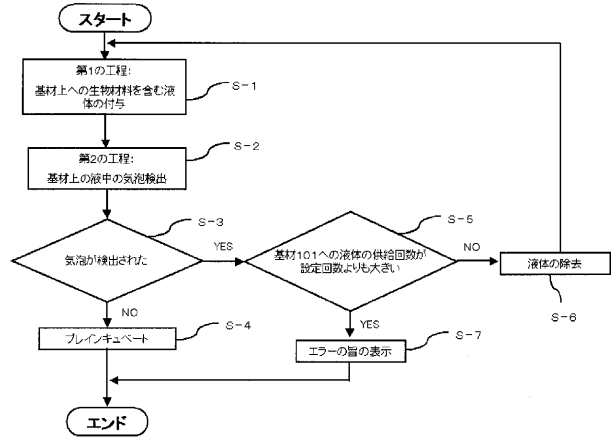 スタート
第1の工程:
基材上への生物材料を含む液
体の付与
S-1
第2の工程:
基材上の液中の気泡検出
S-2
気泡が検出された
S-3
YES
基材101への液体の供給回数が
設定回数よりも大きい
S-5
NO
液体の除去
S-6
NO
プレインキュベート
S-4
YES
エラーの旨の表示
S-7
エンド